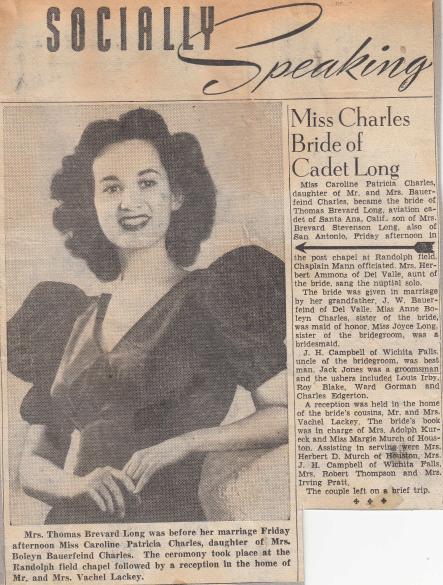 SOCIALLY
Speaking
Miss Charles
Bride of
Cadet Long
Miss Caroline Patricia Charles,
daughter of Mr. and Mrs. Bauer-
feind Charles, became the bride of
Thomas Brevard Long, aviation ca-
det of Santa Ana, Calif., son of Mrs.
Brevard Stevenson Long, also of
San Antonio, Friday afternoon in
the post chapel at Randolph field.
Chaplain Mann officiated. Mrs. Her-
bert Ammons of Del Valle, aunt of
the bride, sang the nuptial solo.
The bride was given in marriage
by her grandfather, J. W. Bauer-
feind of Del Valle. Miss Anne Bo-
leyn Charles, sister of the bride,
was maid of honor. Miss Joyce Long,
sister of the bridegroom, was a
bridesmaid.
J. H. Campbell of Wichita Falls,
uncle of the bridegroom, was best
man. Jack Jones was a groomsman
and the ushers included Louis Irby,
Roy Blake, Ward Gorman and
Charles Edgerton.
A reception was held in the home
of the bride's cousins, Mr. and Mrs.
Vachel Lackey. The bride's book
was in charge of Mrs. Adolph Kur-
eck and Miss Margie Murch of Hous-
ton. Assisting in serving were Mrs.
Herbert D. Murch of Houston, Mrs.
J. H. Campbell of Wichita Falls,
Mrs. Robert Thompson and Mrs.
Irving Prati.
The couple left on a brief trip.
Mrs. Thomas Brevard Long was before her marriage Friday
afternoon Miss Caroline Patricia Charles, daughter of Mrs.
Boleyn Bauerfeind Charles. The ceromony took place at the
Randolph field chapel followed by a reception in the home of
Mr. and Mrs. Vachel Lackey.